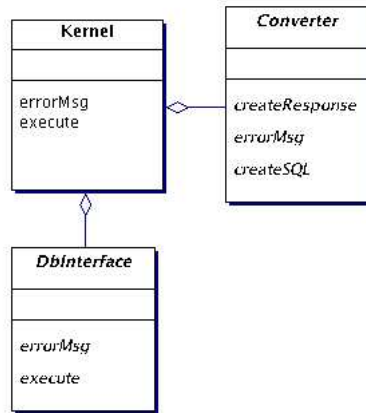 Kernel
errorMsg
execute
Converter
createResponse
errorMsg
createSQL
DbInterface
errorMsg
execute